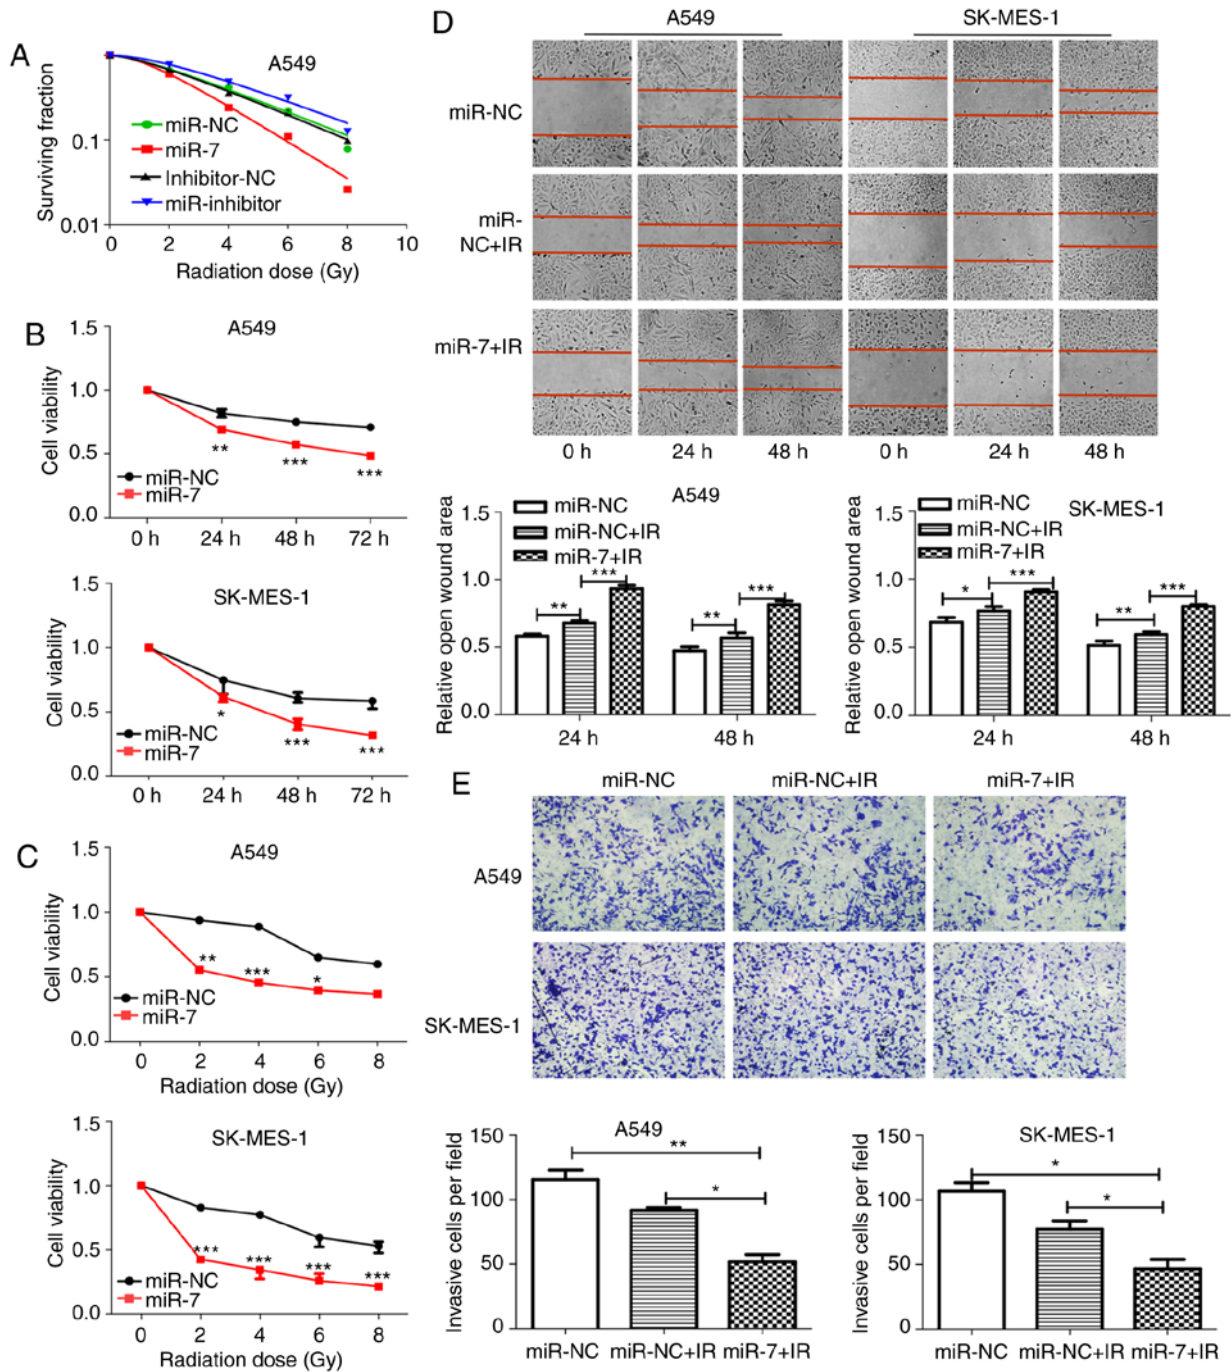 A
A549
Surviving fraction
0.1
0.01
miR-NC
miR-7
Inhibitor-NC
miR-inhibitor
0 2 4 6 8 10
Radiation dose (Gy)
B
A549
Cell viability
1.5
1.0
0.5
0.0
** *** ***
miR-NC
miR-7
0 h 24 h 48 h 72 h
SK-MES-1
Cell viability
1.5
1.0
0.5
0.0
* *** ***
miR-NC
miR-7
0 h 24 h 48 h 72 h
C
A549
Cell viability
1.5
1.0
0.5
0.0
** *** *
miR-NC
miR-7
0 2 4 6 8
Radiation dose (Gy)
SK-MES-1
Cell viability
1.5
1.0
0.5
0.0
*** *** *** ***
miR-NC
miR-7
0 2 4 6 8
Radiation dose (Gy)
D
A549 SK-MES-1
miR-NC
miR-
NC+IR
miR-7+IR
0 h 24 h 48 h 0 h 24 h 48 h
A549
Relative open wound area
1.5
1.0
0.5
0.0
miR-NC
miR-NC+IR
miR-7+IR
** *** ** ***
24 h 48 h
SK-MES-1
Relative open wound area
1.5
1.0
0.5
0.0
miR-NC
miR-NC+IR
miR-7+IR
* *** ** ***
24 h 48 h
E
miR-NC miR-NC+IR miR-7+IR
A549
SK-MES-1
A549
Invasive cells per field
150
100
50
0
**
*
miR-NC miR-NC+IR miR-7+IR
SK-MES-1
Invasive cells per field
150
100
50
0
*
*
miR-NC miR-NC+IR miR-7+IR